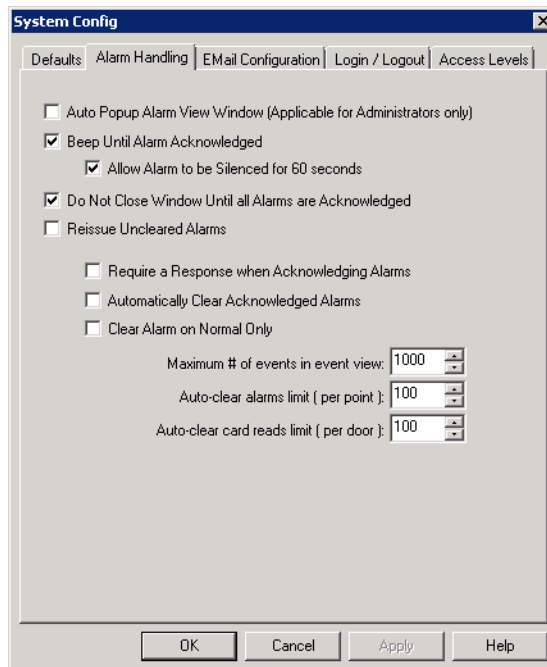 System Config
Defaults Alarm Handling EMail Configuration Login / Logout Access Levels
Auto Popup Alarm View Window (Applicable for Administrators only)
Beep Until Alarm Acknowledged
Allow Alarm to be Silenced for 60 seconds
Do Not Close Window Until all Alarms are Acknowledged
Reissue Uncleared Alarms
Require a Response when Acknowledging Alarms
Automatically Clear Acknowledged Alarms
Clear Alarm on Normal Only
Maximum # of events in event view: 1000
Auto-clear alarms limit ( per point ): 100
Auto-clear card reads limit ( per door ): 100
OK Cancel Apply Help